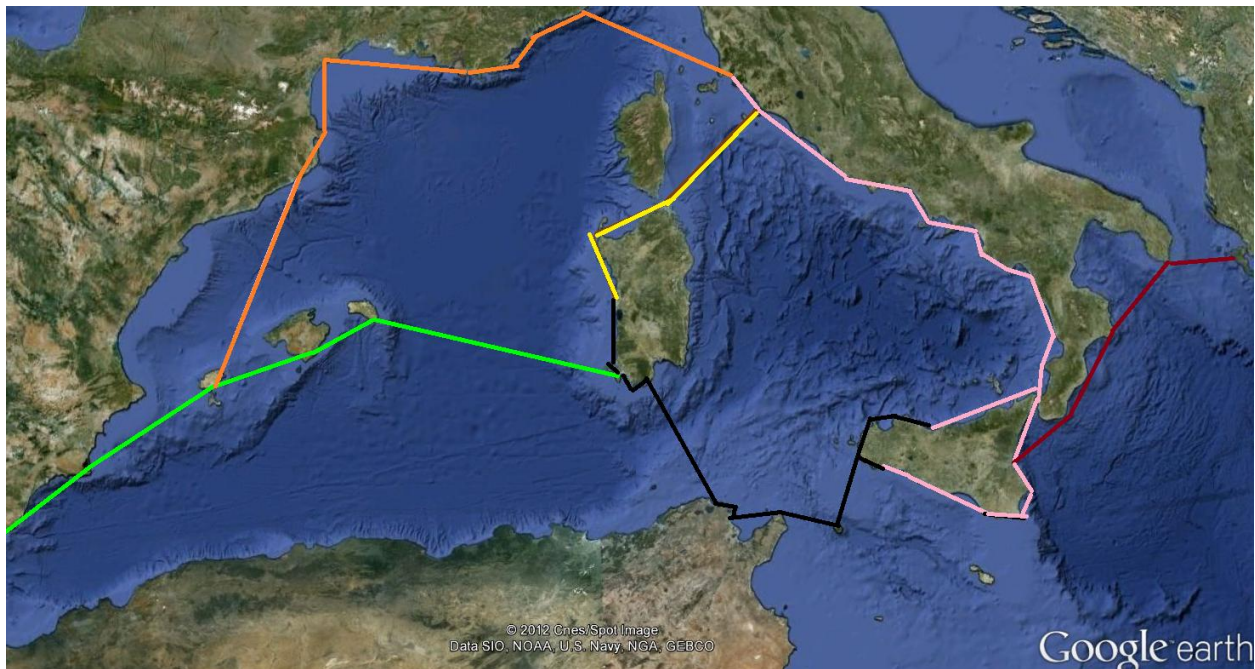 © 2012 Cnes/Spot Image
Data SIO, NOAA, U.S. Navy, NGA, GEBCO
Google earth